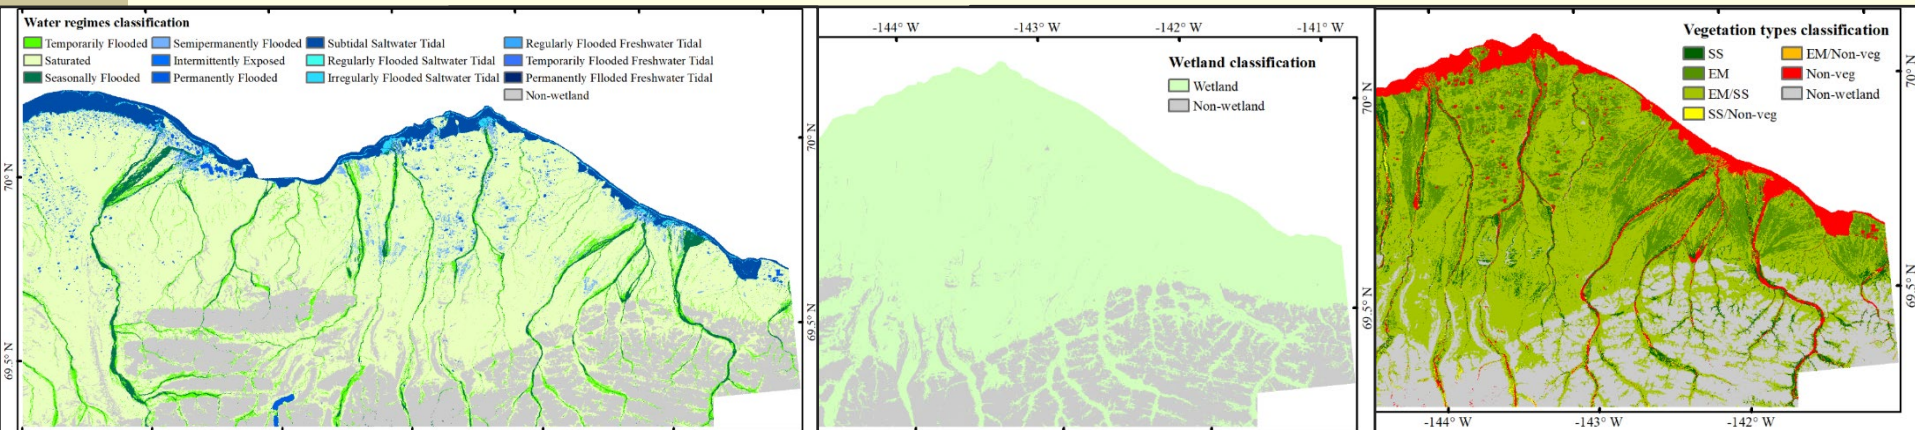 Water regimes classification
Temporarily Flooded Semipermanently Flooded Subtidal Saltwater Tidal Regularly Flooded Freshwater Tidal
Saturated Intermittently Exposed Regularly Flooded Saltwater Tidal Temporarily Flooded Freshwater Tidal
Seasonally Flooded Permanently Flooded Irregularly Flooded Saltwater Tidal Permanently Fllooded Freshwater Tidal
Non-wetland
70° N
69.5° N
-144° W -143° W -142° W -141° W
Wetland classification
Wetland
Non-wetland
70° N
69.5° N
70° N
69.5° N
Vegetation types classification
SS EM/Non-veg
EM Non-veg
EM/SS Non-wetland
SS/Non-veg
70° N
69.5° N
-144° W -143° W -142° W